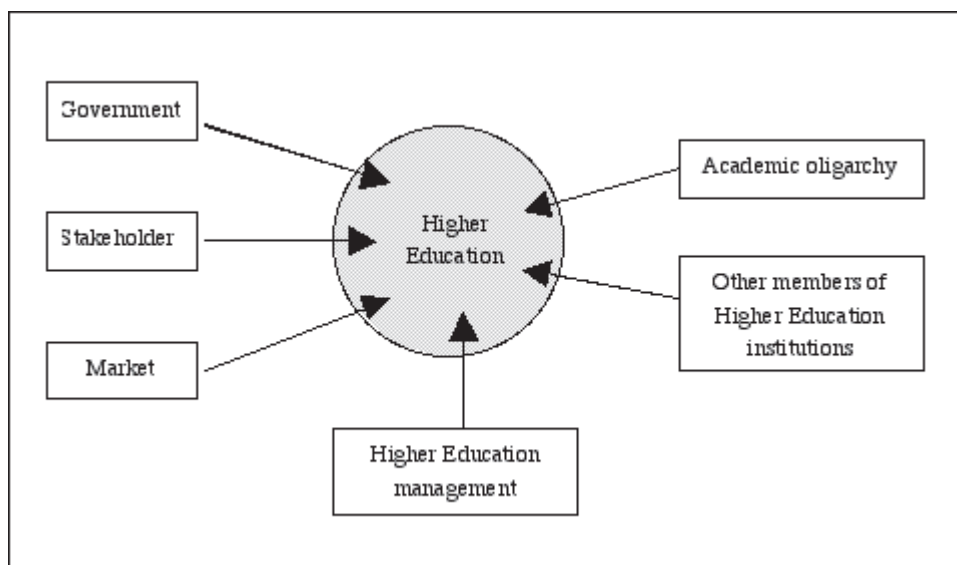 Government
Stakeholder
Market
Higher
Education
Academic oligarchy
Other members of
Higher Education
institutions
Higher Education
management